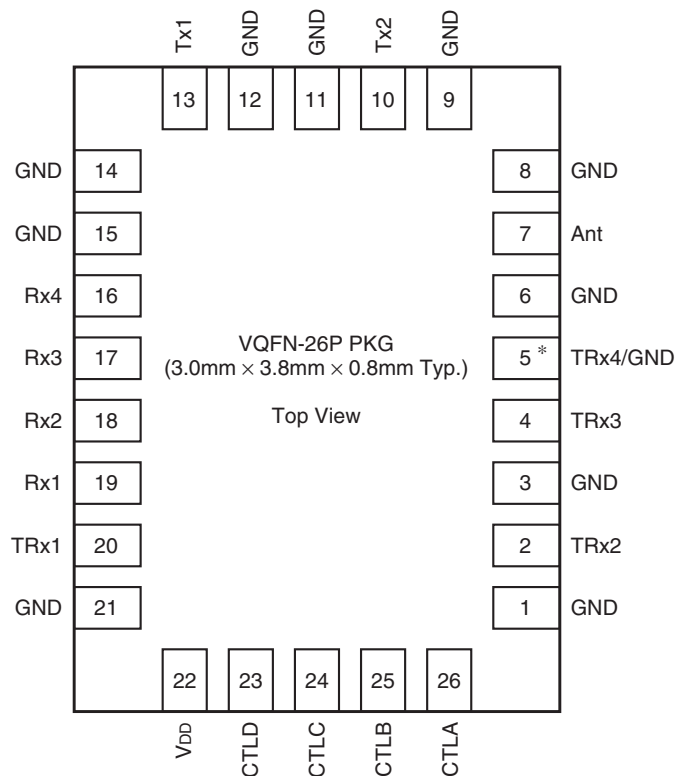 Tx1
GND
GND
Tx2
GND
13
12
11
10
9
GND 14
8 GND
GND 15
7 Ant
Rx4 16
6 GND
Rx3 17
VQFN-26P PKG
(3.0mm × 3.8mm × 0.8mm Typ.)
Top View
5* TRx4/GND
Rx2 18
4 TRx3
Rx1 19
3 GND
TRx1 20
2 TRx2
GND 21
1 GND
22
23
24
25
26
VDD
CTLD
CTLC
CTLB
CTLA